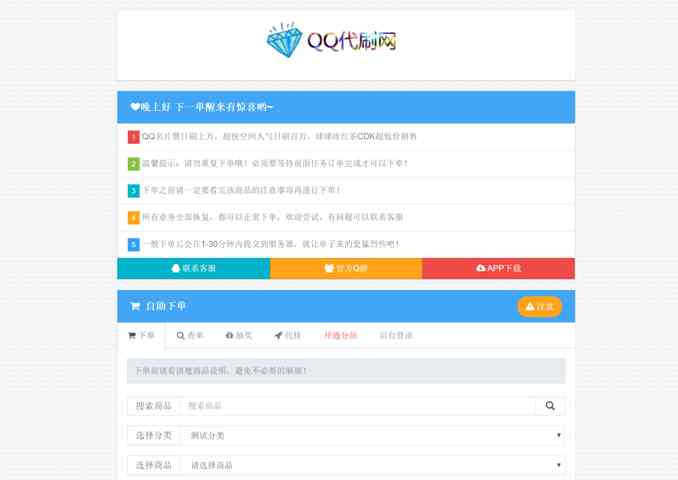 QQ代刷网
晚上好 下一单醒来有惊喜哟~
1 QQ名片赞日刷上万，超快空间人气日刷百万，球球冰红茶CDK超低价销售
2 温馨提示：请勿重复下单哦！必须要等待前面任务订单完成才可以下单！
3 下单之前请一定要看完该商品的注意事项再进行下单！
4 所有业务全部恢复，都可以正常下单，欢迎尝试，有问题可以联系客服
5 一般下单后会在1-30分钟内提交到服务器，就让单子来的更猛烈些吧！
联系客服 官方Q群 APP下载
自助下单 注意
下单 查单 抽奖 代挂 开通分站 后台登录
下单前请看清楚商品说明，避免不必要的麻烦！
搜索商品 搜索商品
选择分类 测试分类
选择商品 请选择商品